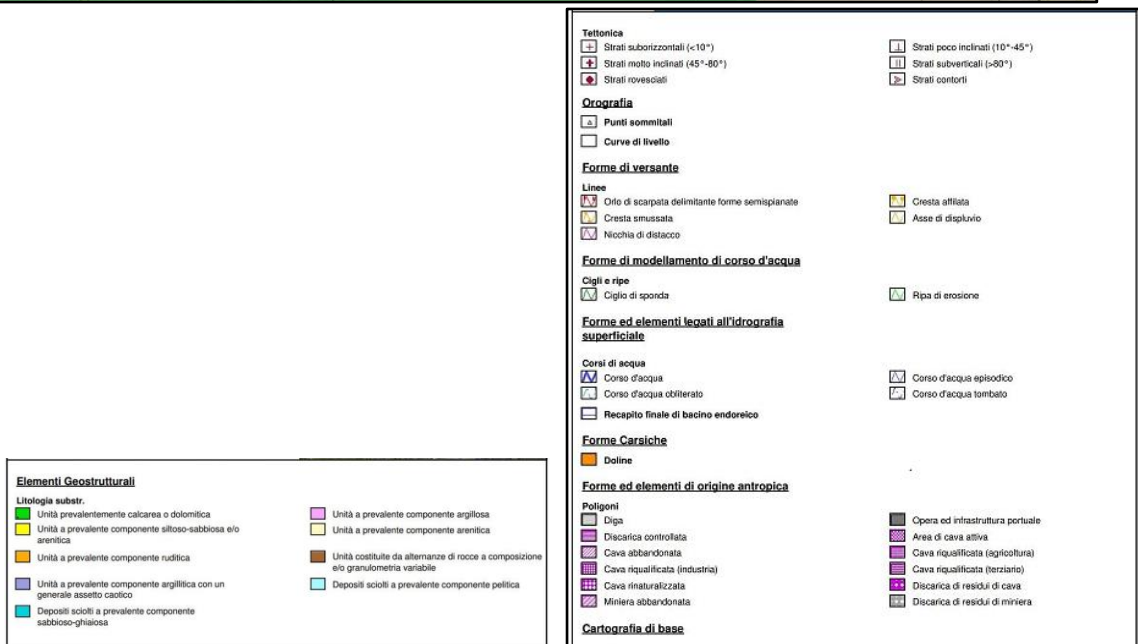 Tettonica
Strati suborizzontali (<10°)
Strati poco inclinati (10°-45°)
Strati molto inclinati (45°-80°)
Strati subverticali (>80°)
Strati rovesciati
Strati contorti
Orografia
Punti sommitali
Curve di livello
Forme di versante
Linee
Orlo di scarpata delimitante forme semispianate
Cresta affilata
Cresta smussata
Asse di displuvio
Nicchia di distacco
Forme di modellamento di corso d'acqua
Cigli e ripe
Ciglio di sponda
Ripa di erosione
Forme ed elementi legati all'idrografia
superficiale
Corsi di acqua
Corso d'acqua
Corso d'acqua episodico
Corso d'acqua obliterato
Corso d'acqua tombato
Recapito finale di bacino endoreico
Forme Carsiche
Doline
Forme ed elementi di origine antropica
Poligoni
Diga
Opera ed infrastruttura portuale
Discarica controllata
Area di cava attiva
Cava abbandonata
Cava riqualificata (agricoltura)
Cava riqualificata (industria)
Cava riqualificata (terziario)
Cava rinaturalizzata
Discarica di residui di cava
Miniera abbandonata
Discarica di residui di miniera
Cartografia di base
Elementi Geostrutturali
Litologia substr.
Unità prevalentemente calcarea o dolomitica
Unità a prevalente componente argillosa
Unità a prevalente componente siltoso-sabbiosa e/o
arenitica
Unità a prevalente componente arenitica
Unità a prevalente componente ruditica
Unità costituite da alternanze di rocce a composizione
e/o granulometria variabile
Unità a prevalente componente argillitica con un
generale assetto caotico
Depositi sciolti a prevalente componente pelitica
Depositi sciolti a prevalente componente
sabbioso-ghiaiosa